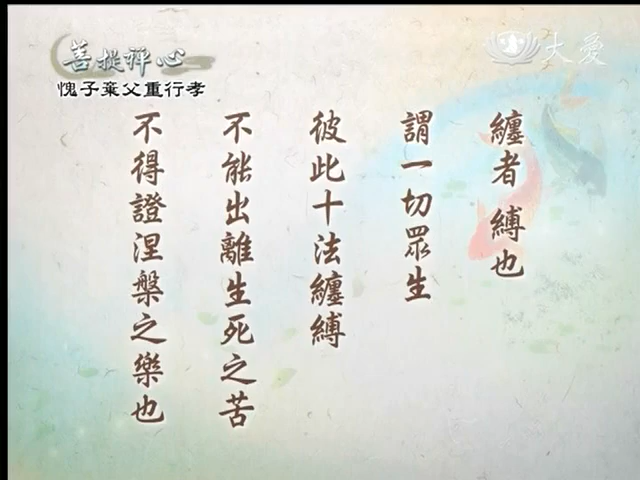 菩提禪心
愧子棄父重行孝
大愛
纏者 縛也
謂一切眾生
彼此十法纏縛
不能出離生死之苦
不得證涅槃之樂也